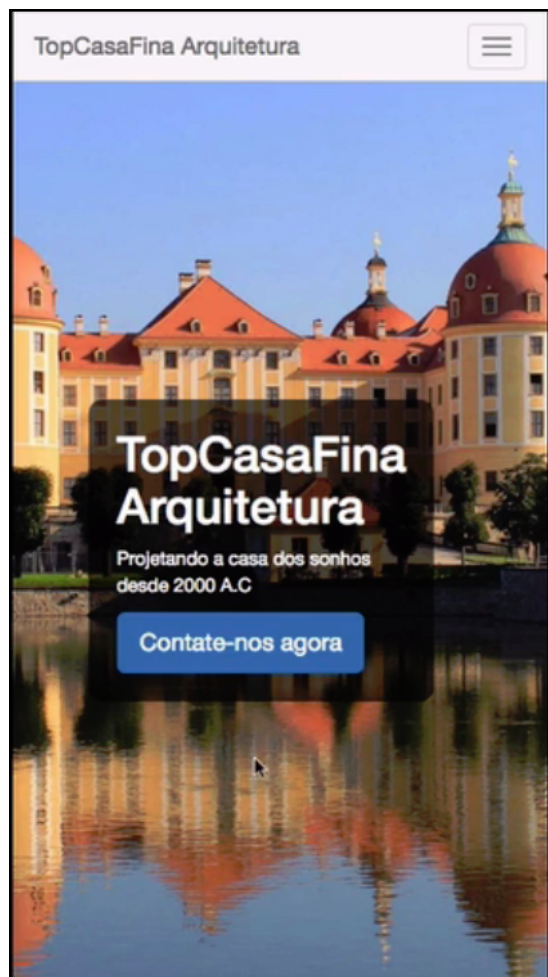 TopCasaFina Arquitetura
TopCasaFina
Arquitetura
Projetando a casa dos sonhos
desde 2000 A.C
Contate-nos agora